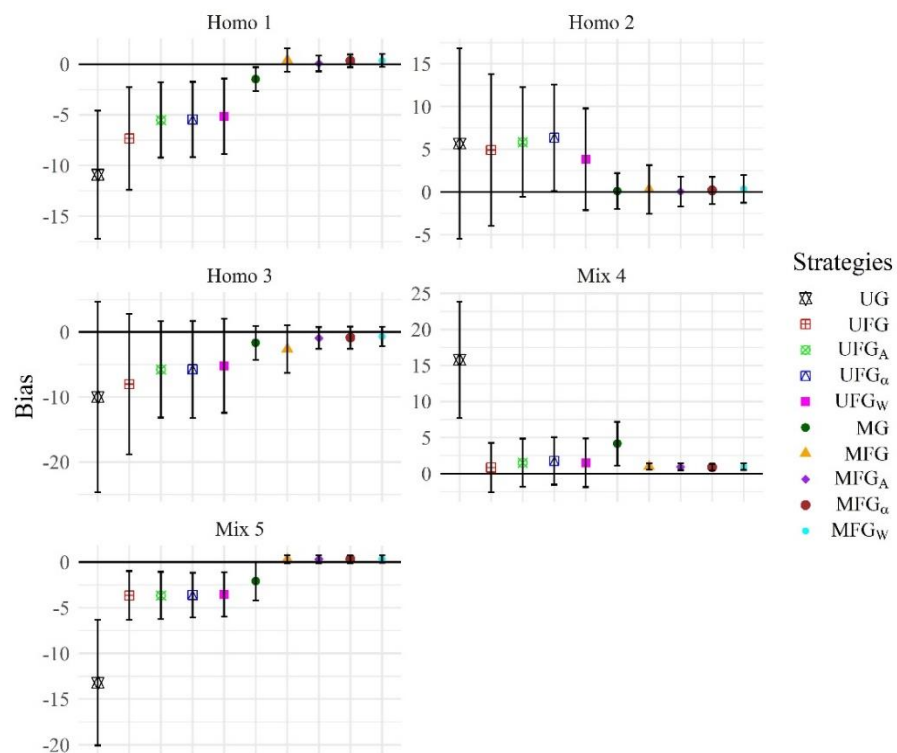 Homo 1
0
-5
-10
-15
Homo 2
15
10
5
0
-5
Homo 3
0
-10
-20
Mix 4
25
20
15
10
5
0
Mix 5
0
-5
-10
-15
-20
Bias
Strategies
UG
UFG
UFG_A
UFG_α
UFG_W
MG
MFG
MFG_A
MFG_α
MFG_W